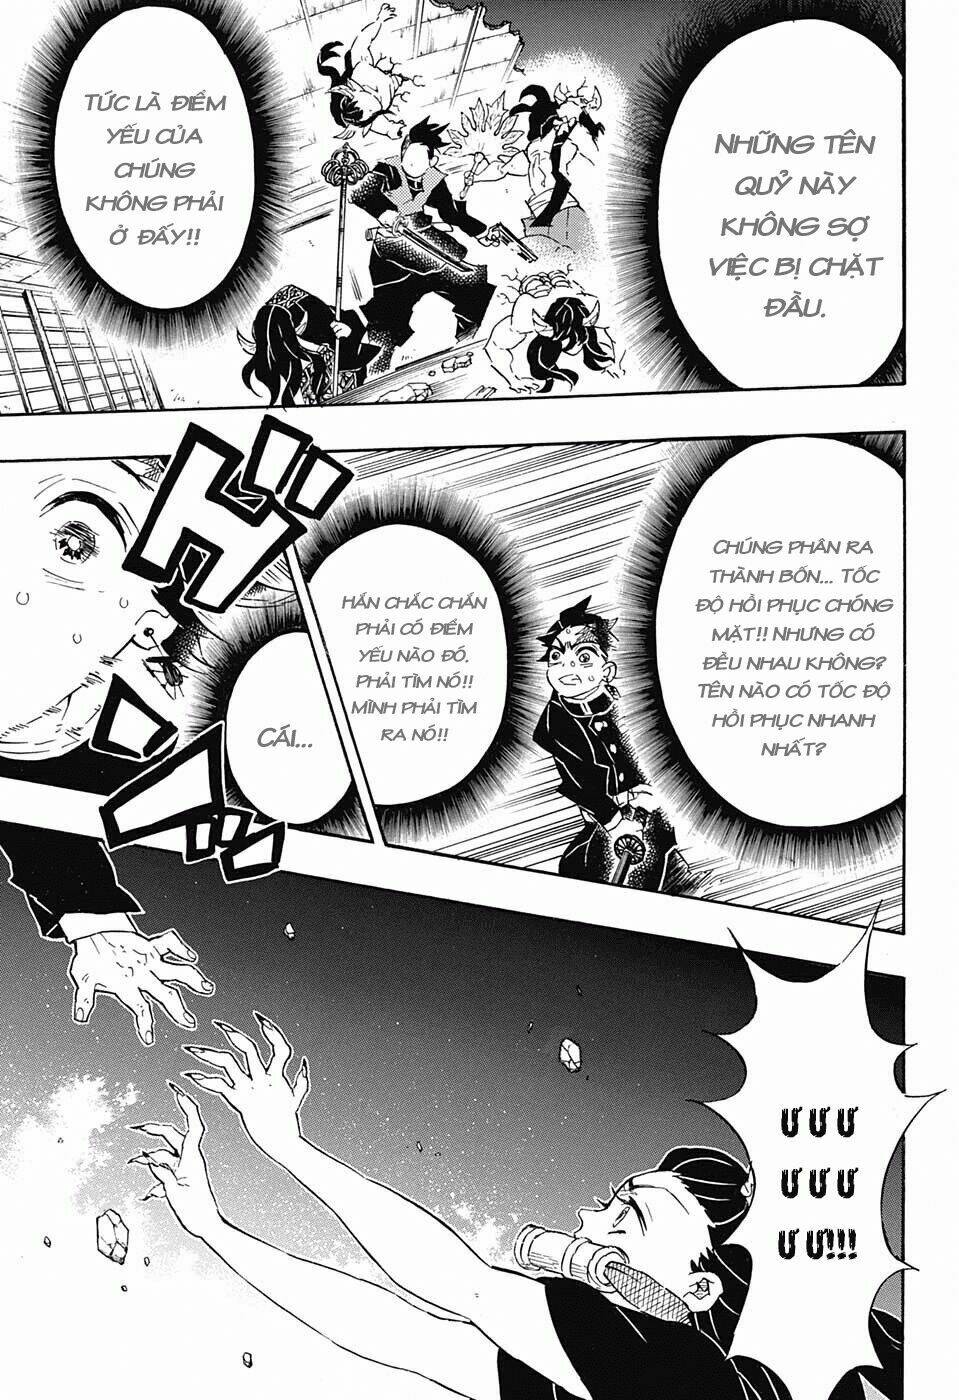 NHỮNG TÊN
QUỶ NÀY
KHÔNG SỢ
VIỆC BỊ CHẶT
ĐẦU.
TỨC LÀ ĐIỂM
YẾU CỦA
CHÚNG
KHÔNG PHẢI
Ở ĐẤY!!
CHÚNG PHÂN RA
THÀNH BỐN... TỐC
ĐỘ HỒI PHỤC CHÓNG
MẶT!! NHƯNG CÓ
ĐỀU NHAU KHÔNG?
TÊN NÀO CÓ TỐC ĐỘ
HỒI PHỤC NHANH
NHẤT?
HẮN CHẮC CHẮN
PHẢI CÓ ĐIỂM
YẾU NÀO ĐÓ.
PHẢI TÌM NÓ!!
MÌNH PHẢI TÌM
RA NÓ!!
CÁI...
ド
ドン
Ư Ư Ư
Ư Ư Ư
Ư Ư!!!